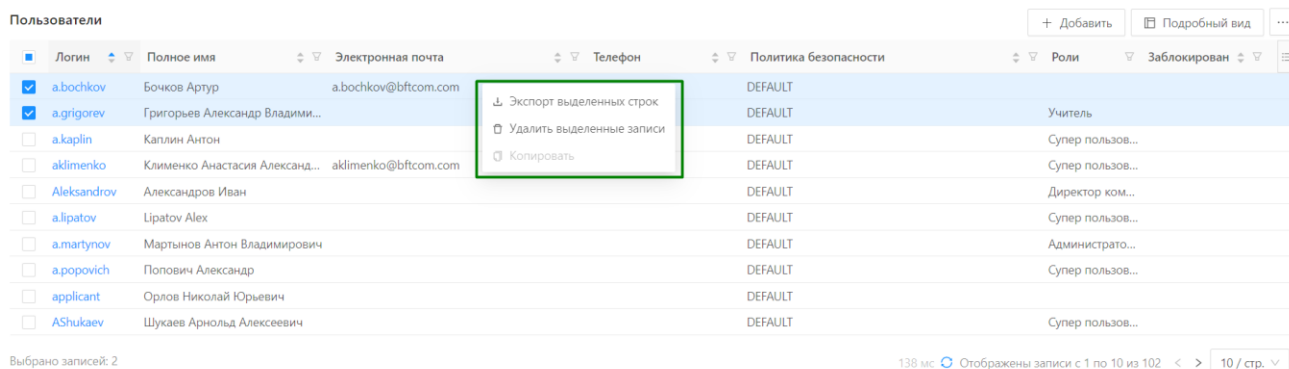 Пользователи
+ Добавить Подробный вид ...
Логин Полное имя Электронная почта Телефон Политика безопасности Роли Заблокирован
a.bochkov Бочков Артур a.bochkov@bftcom.com DEFAULT
a.grigorev Григорьев Александр Владими... DEFAULT Учитель
a.kaplin Каплин Антон DEFAULT Супер пользов...
aklimenko Клименко Анастасия Александ... aklimenko@bftcom.com DEFAULT Супер пользов...
Aleksandrov Александров Иван DEFAULT Директор ком...
a.lipatov Lipatov Alex DEFAULT Супер пользов...
a.martynov Мартынов Антон Владимирович DEFAULT Администрато...
a.popovich Попович Александр DEFAULT Супер пользов...
applicant Орлов Николай Юрьевич DEFAULT
AShukaev Шукаев Арнольд Алексеевич DEFAULT Супер пользов...
Экспорт выделенных строк
Удалить выделенные записи
Копировать
Выбрано записей: 2 138 мс Отображены записи с 1 по 10 из 102 < > 10 / стр.